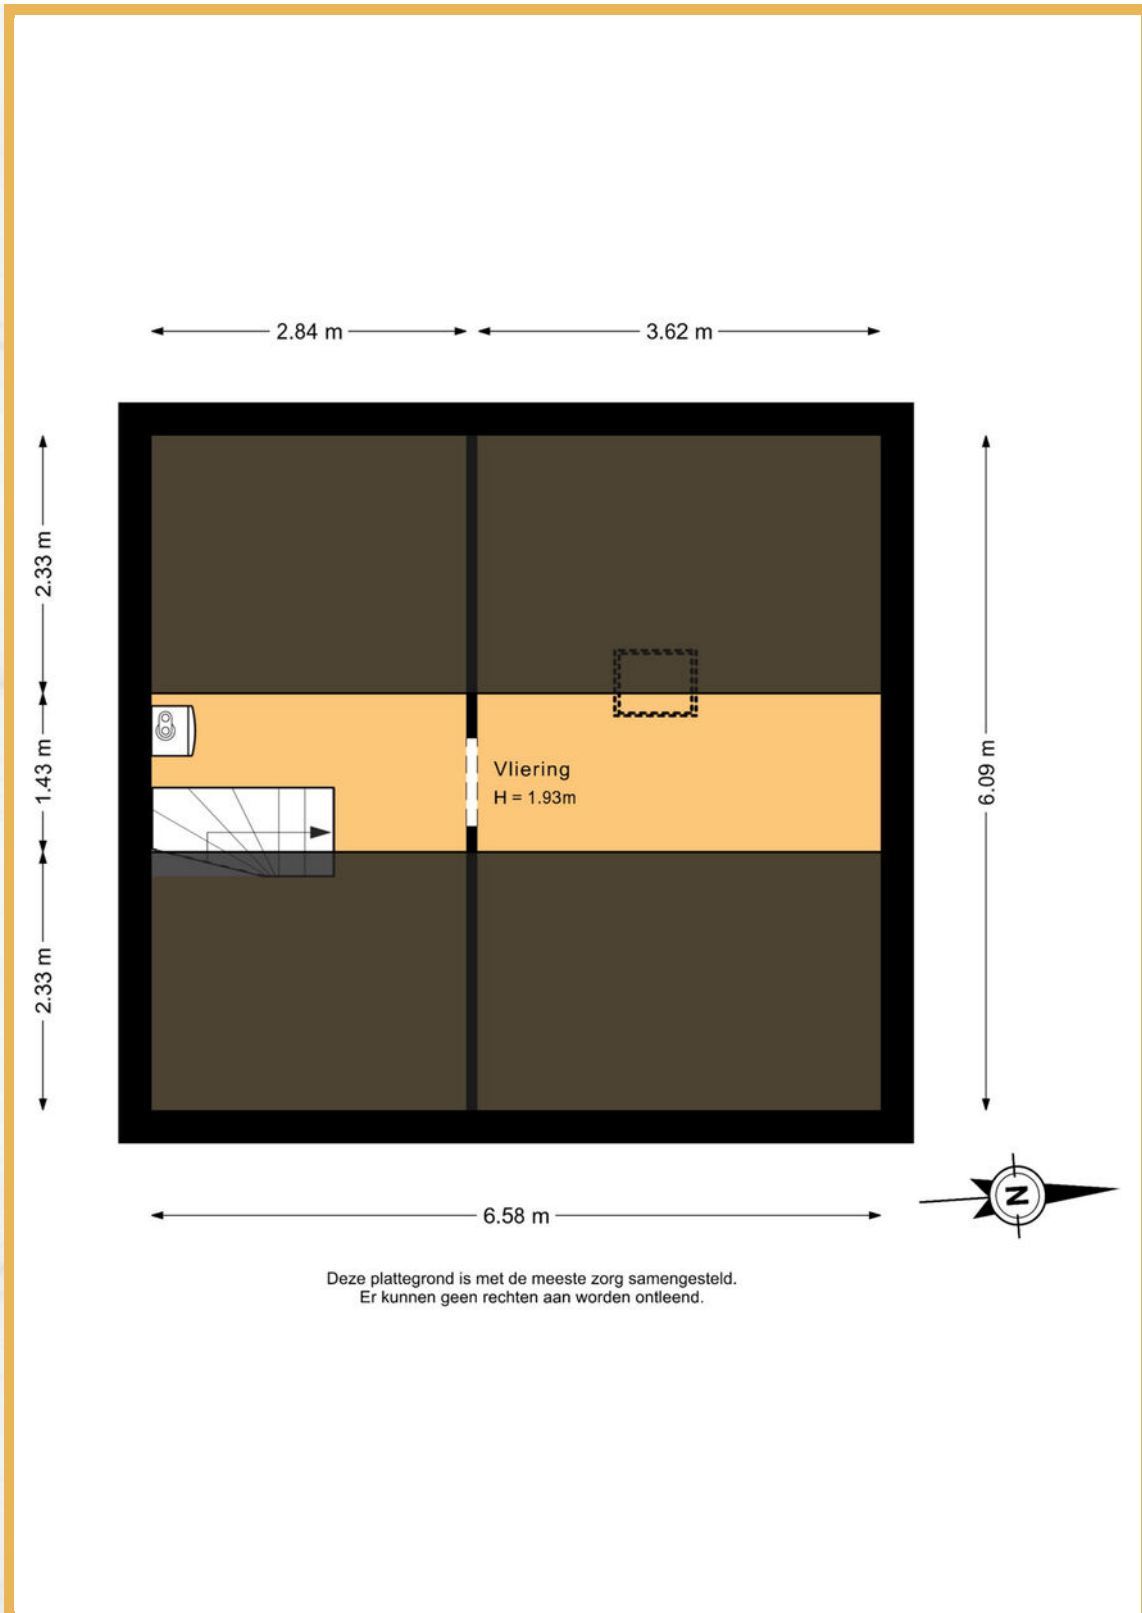 2.84 m
3.62 m
2.33 m
1.43 m
2.33 m
6.09 m
Vliering
H = 1.93m
6.58 m
N
Deze plattegrond is met de meeste zorg samengesteld.
Er kunnen geen rechten aan worden ontleend.